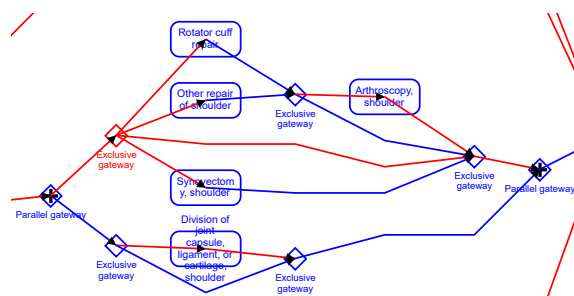 Rotator cuff
repair
Other repair
of shoulder
Arthroscopy,
shoulder
Exclusive
gateway
Exclusive
gateway
Synovectom
y, shoulder
Exclusive
gateway
Parallel gateway
Parallel gateway
Division of
joint
capsule,
ligament, or
cartilage,
shoulder
Exclusive
gateway
Exclusive
gateway